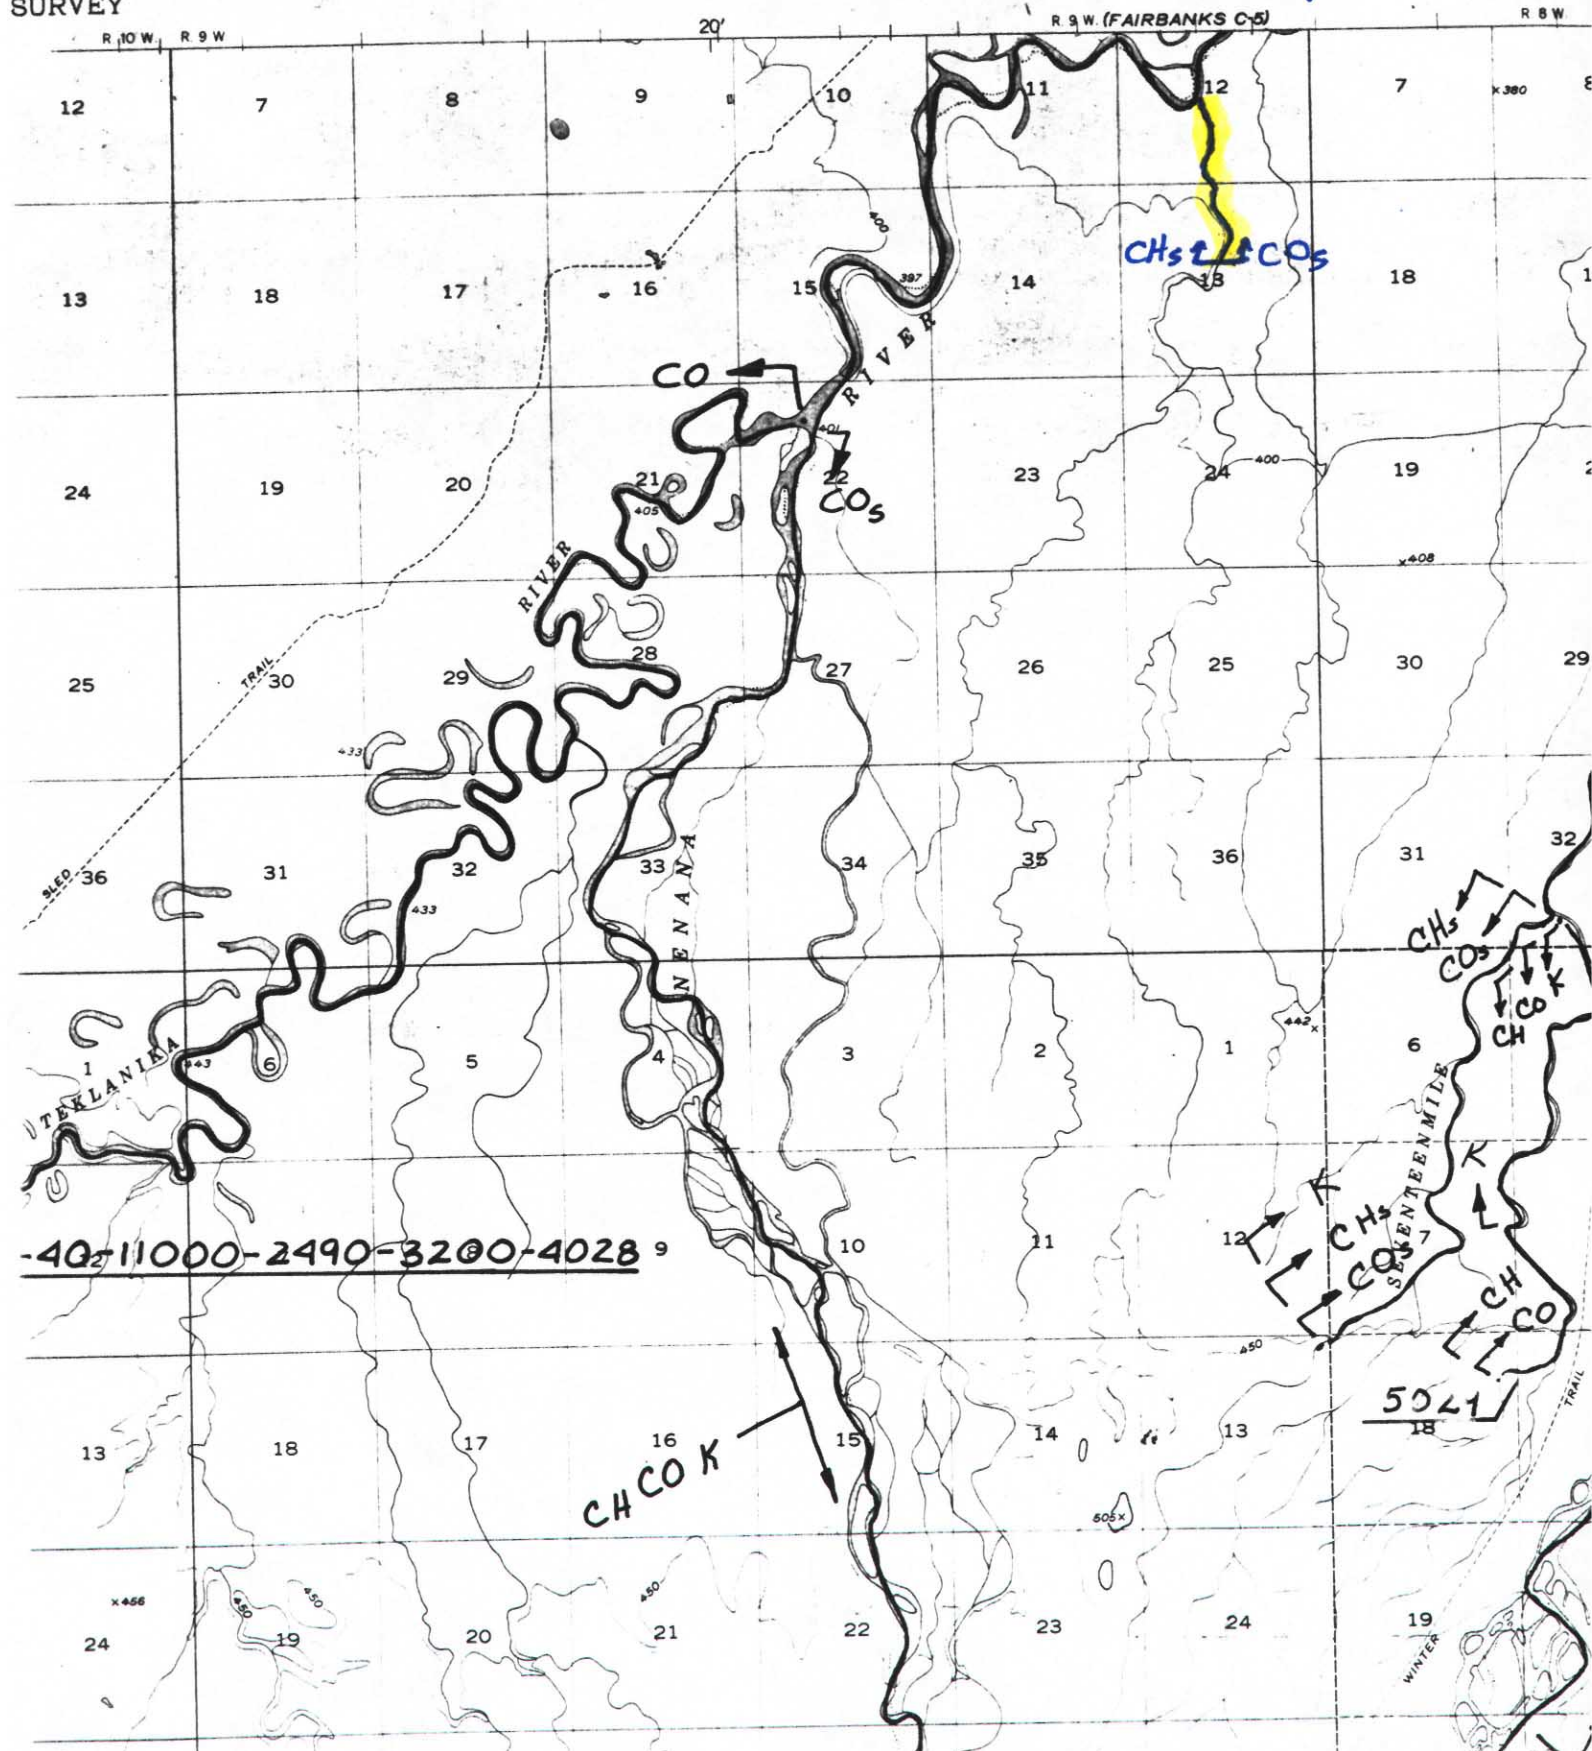 SURVEY
R 10 W R 9 W 20' R 9 W (FAIRBANKS C-5) R 8 W
12 7 8 9 10 11 12 7 ×380
400
CHs COs
13 18 17 16 15 397 14 13 18
RIVER
CO
401
24 19 20 21 22 23 24 400 19
405
COs
RIVER
×408
25 TRAIL 30 29 28 27 26 25 30 29
433
SLED 36 31 32 33 34 35 36 31 32
433
NENANA
CHs
COs
K
CO
CH
442×
TEKLANIKA
1 443 6 5 4 3 2 1 6
SEVENTEENMILE
K
K
-402-11000-2490-3200-4028 9 10 11 12 7
CHs
COs
CH
CO
450
5021
TRAIL
13 18 17 16 15 14 13 18
CH CO K
505×
×456
450 450 450
24 19 20 21 22 23 24 19
WINTER